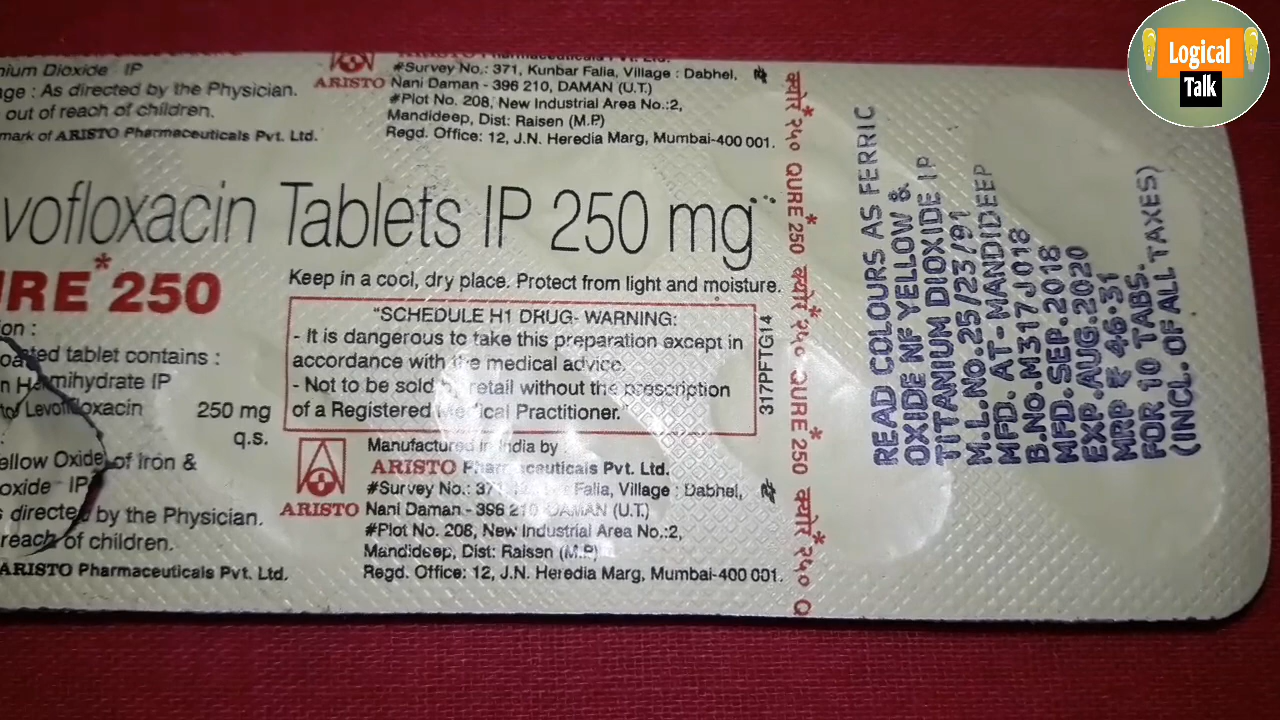 Logical
Talk
nium Dioxide IP
age : As directed by the Physician.
out of reach of children.
mark of ARISTO Pharmaceuticals Pvt. Ltd.
ARISTO
Pharmaceuticals Pvt. Ltd.
#Survey No.: 371, Kunbar Falia, Village : Dabhel,
Nani Daman - 396 210, DAMAN (U.T.)
#Plot No. 208, New Industrial Area No.:2,
Mandideep, Dist: Raisen (M.P.)
Regd. Office: 12, J.N. Heredia Marg, Mumbai-400 001.
vofloxacin Tablets IP 250 mg
URE* 250
Keep in a cool, dry place. Protect from light and moisture.
"SCHEDULE H1 DRUG- WARNING:
- It is dangerous to take this preparation except in
accordance with the medical advice.
- Not to be sold by retail without the prescription
of a Registered Medical Practitioner."
317PFTG14
ion :
oated tablet contains :
n Hemihydrate IP
to Levofloxacin 250 mg
q.s.
ellow Oxide of Iron &
oxide IP
s directed by the Physician.
reach of children.
ARISTO Pharmaceuticals Pvt. Ltd.
ARISTO
Manufactured in India by :
ARISTO Pharmaceuticals Pvt. Ltd.
#Survey No.: 371, Falia, Village : Dabhel,
Nani Daman - 396 210 DAMAN (U.T.)
#Plot No. 208, New Industrial Area No.:2,
Mandideep, Dist: Raisen (M.P.)
Regd. Office: 12, J.N. Heredia Marg, Mumbai-400 001.
क्योर* २५० QURE* 250 क्योर* २५० QURE* 250 क्योर* २५० Q
READ COLOURS AS FERRIC
OXIDE NF YELLOW &
TITANIUM DIOXIDE IP
M.L.NO.25/23/91
MFD. AT-MANDIDEEP
B.No.M317J018
MFD.SEP.2018
EXP.AUG.2020
MRP ₹ 46.31
FOR 10 TABS.
(INCL. OF ALL TAXES)